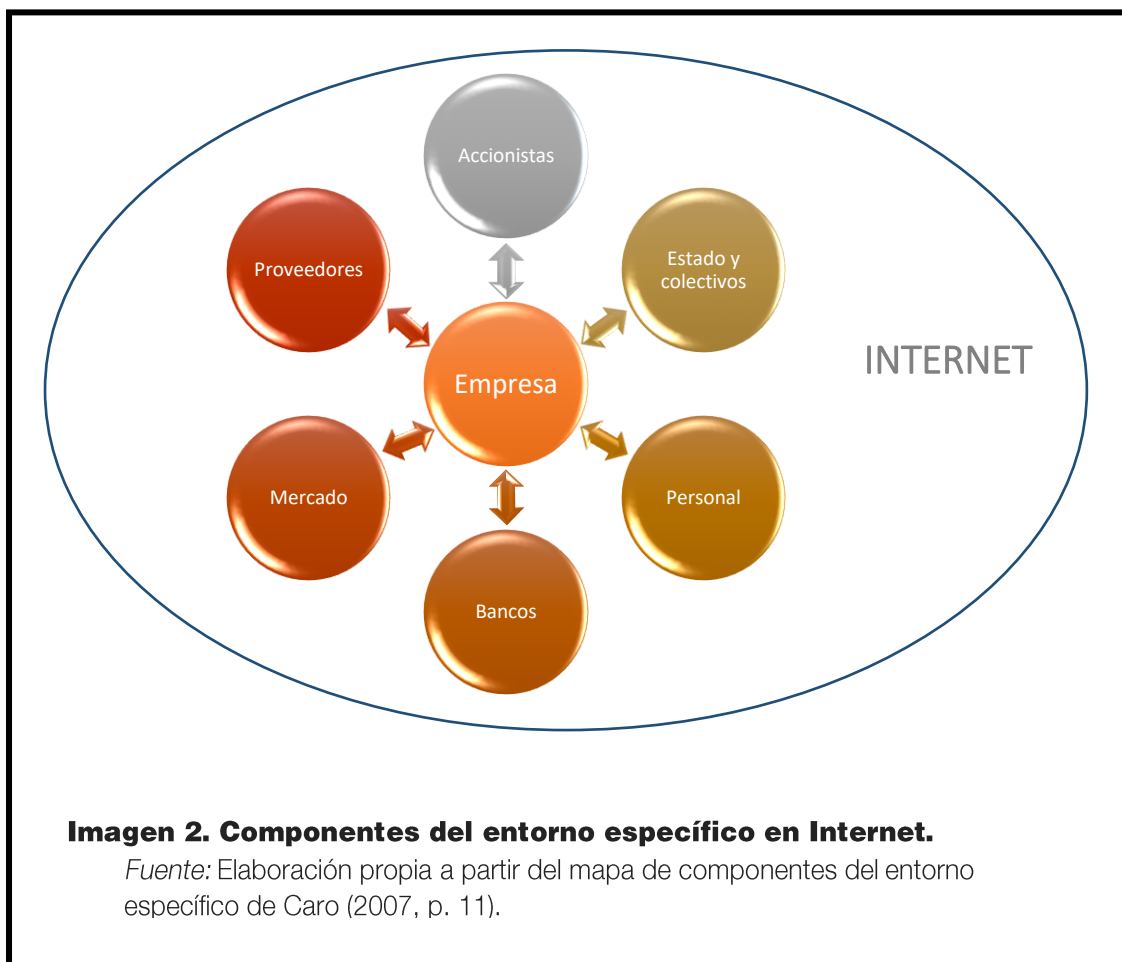 Accionistas
Proveedores
Estado y
colectivos
INTERNET
Empresa
Mercado
Personal
Bancos
Imagen 2. Componentes del entorno específico en Internet.
Fuente: Elaboración propia a partir del mapa de componentes del entorno
específico de Caro (2007, p. 11).